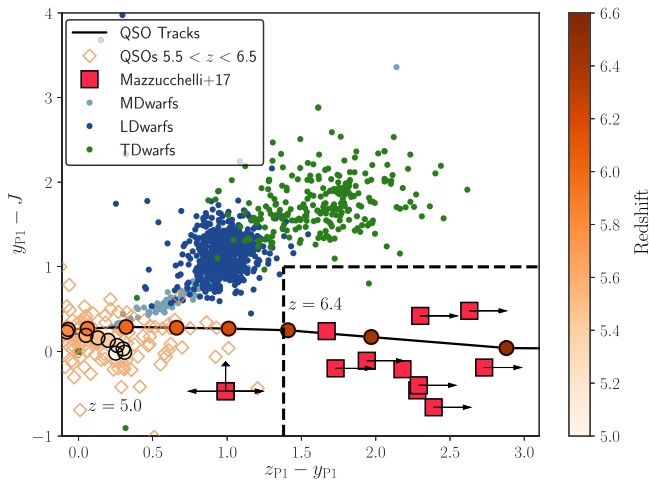 QSO Tracks
QSOs 5.5 < z < 6.5
Mazzucchelli+17
MDwarfs
LDwarfs
TDwarfs
z = 6.4
z = 5.0
4
3
2
1
0
−1
y_P1 − J
0.0 0.5 1.0 1.5 2.0 2.5 3.0
z_P1 − y_P1
6.6
6.4
6.2
6.0
5.8
5.6
5.4
5.2
5.0
Redshift